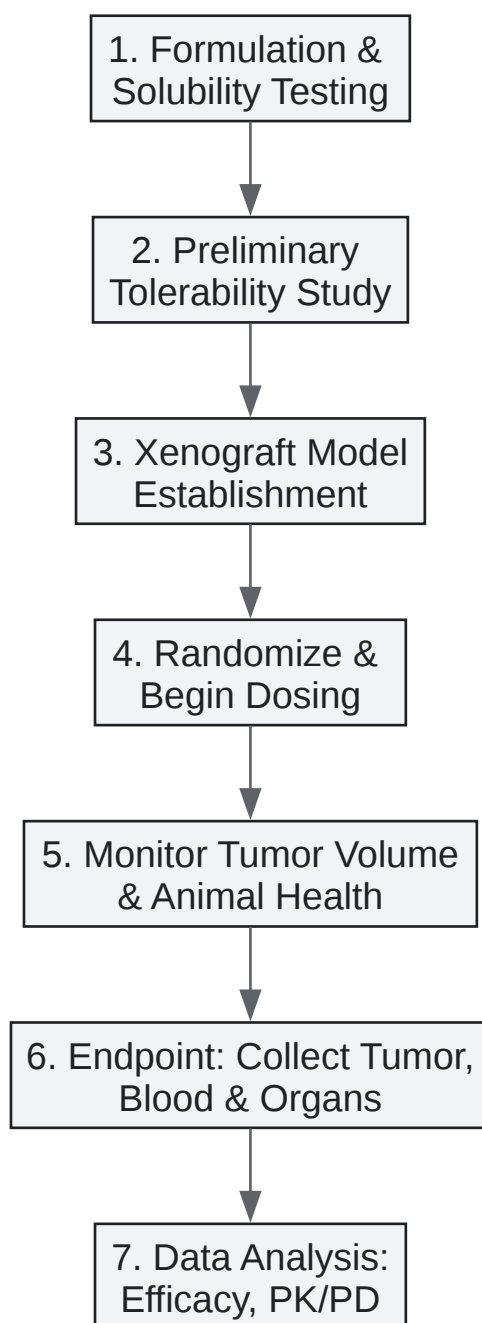 1. Formulation &
Solubility Testing
2. Preliminary
Tolerability Study
3. Xenograft Model
Establishment
4. Randomize &
Begin Dosing
5. Monitor Tumor Volume
& Animal Health
6. Endpoint: Collect Tumor,
Blood & Organs
7. Data Analysis:
Efficacy, PK/PD